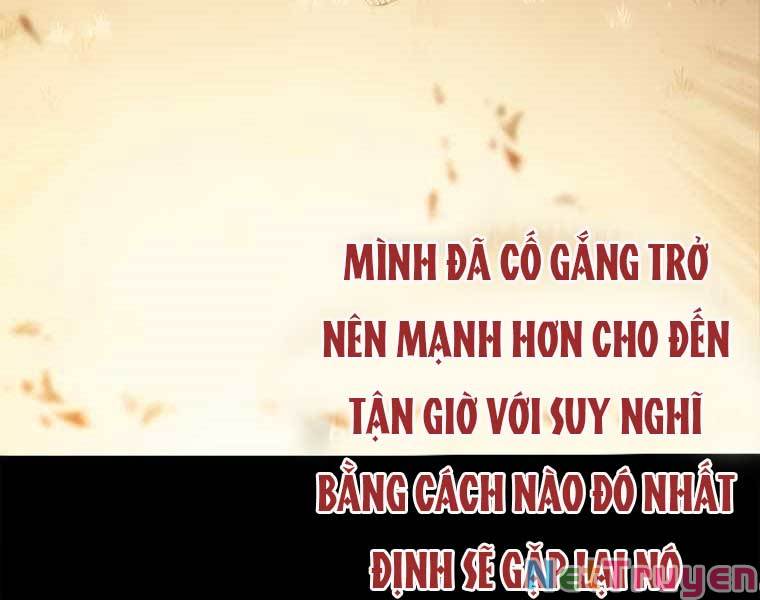 MÌNH ĐÃ CỐ GẮNG TRỞ
NÊN MẠNH HƠN CHO ĐẾN
TẬN GIỜ VỚI SUY NGHĨ
BẰNG CÁCH NÀO ĐÓ NHẤT
ĐỊNH SẼ GẶP LẠI NÓ
NetTruyen